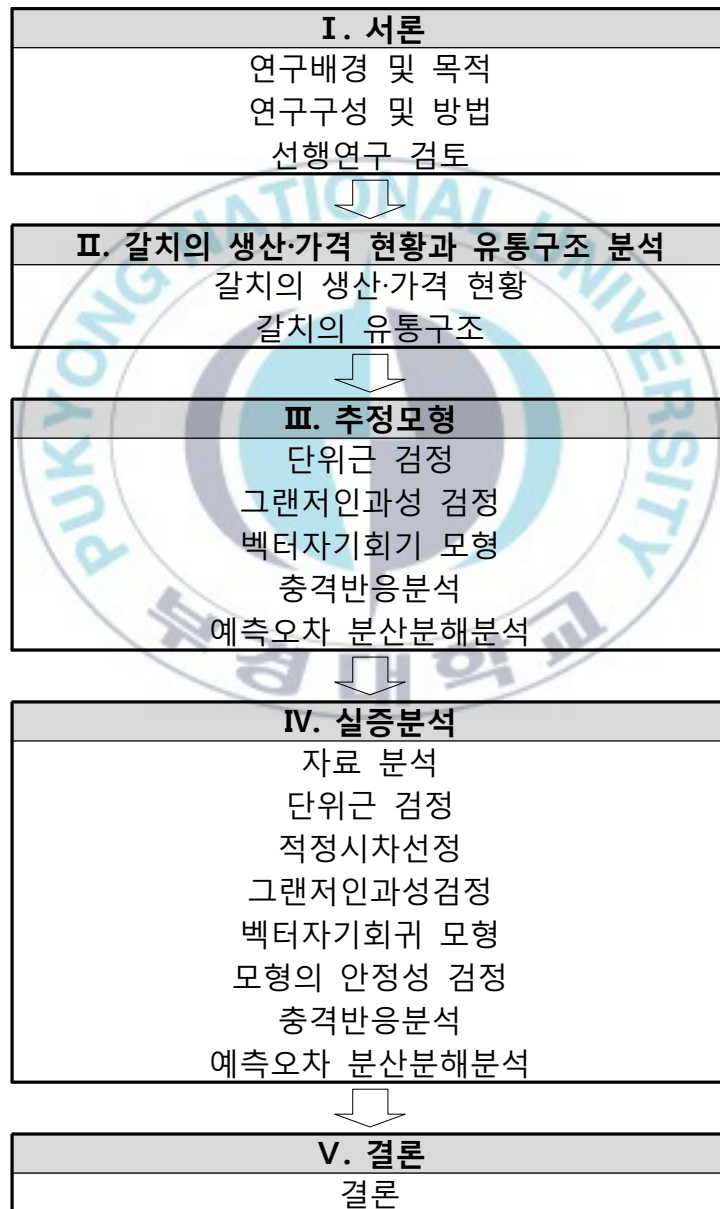 Ⅰ. 서론
연구배경 및 목적
연구구성 및 방법
선행연구 검토
Ⅱ. 갈치의 생산·가격 현황과 유통구조 분석
갈치의 생산·가격 현황
갈치의 유통구조
Ⅲ. 추정모형
단위근 검정
그랜저인과성 검정
벡터자기회기 모형
충격반응분석
예측오차 분산분해분석
Ⅳ. 실증분석
자료 분석
단위근 검정
적정시차선정
그랜저인과성검정
벡터자기회귀 모형
모형의 안정성 검정
충격반응분석
예측오차 분산분해분석
Ⅴ. 결론
결론
PUKYONG NATIONAL UNIVERSITY
부경대학교